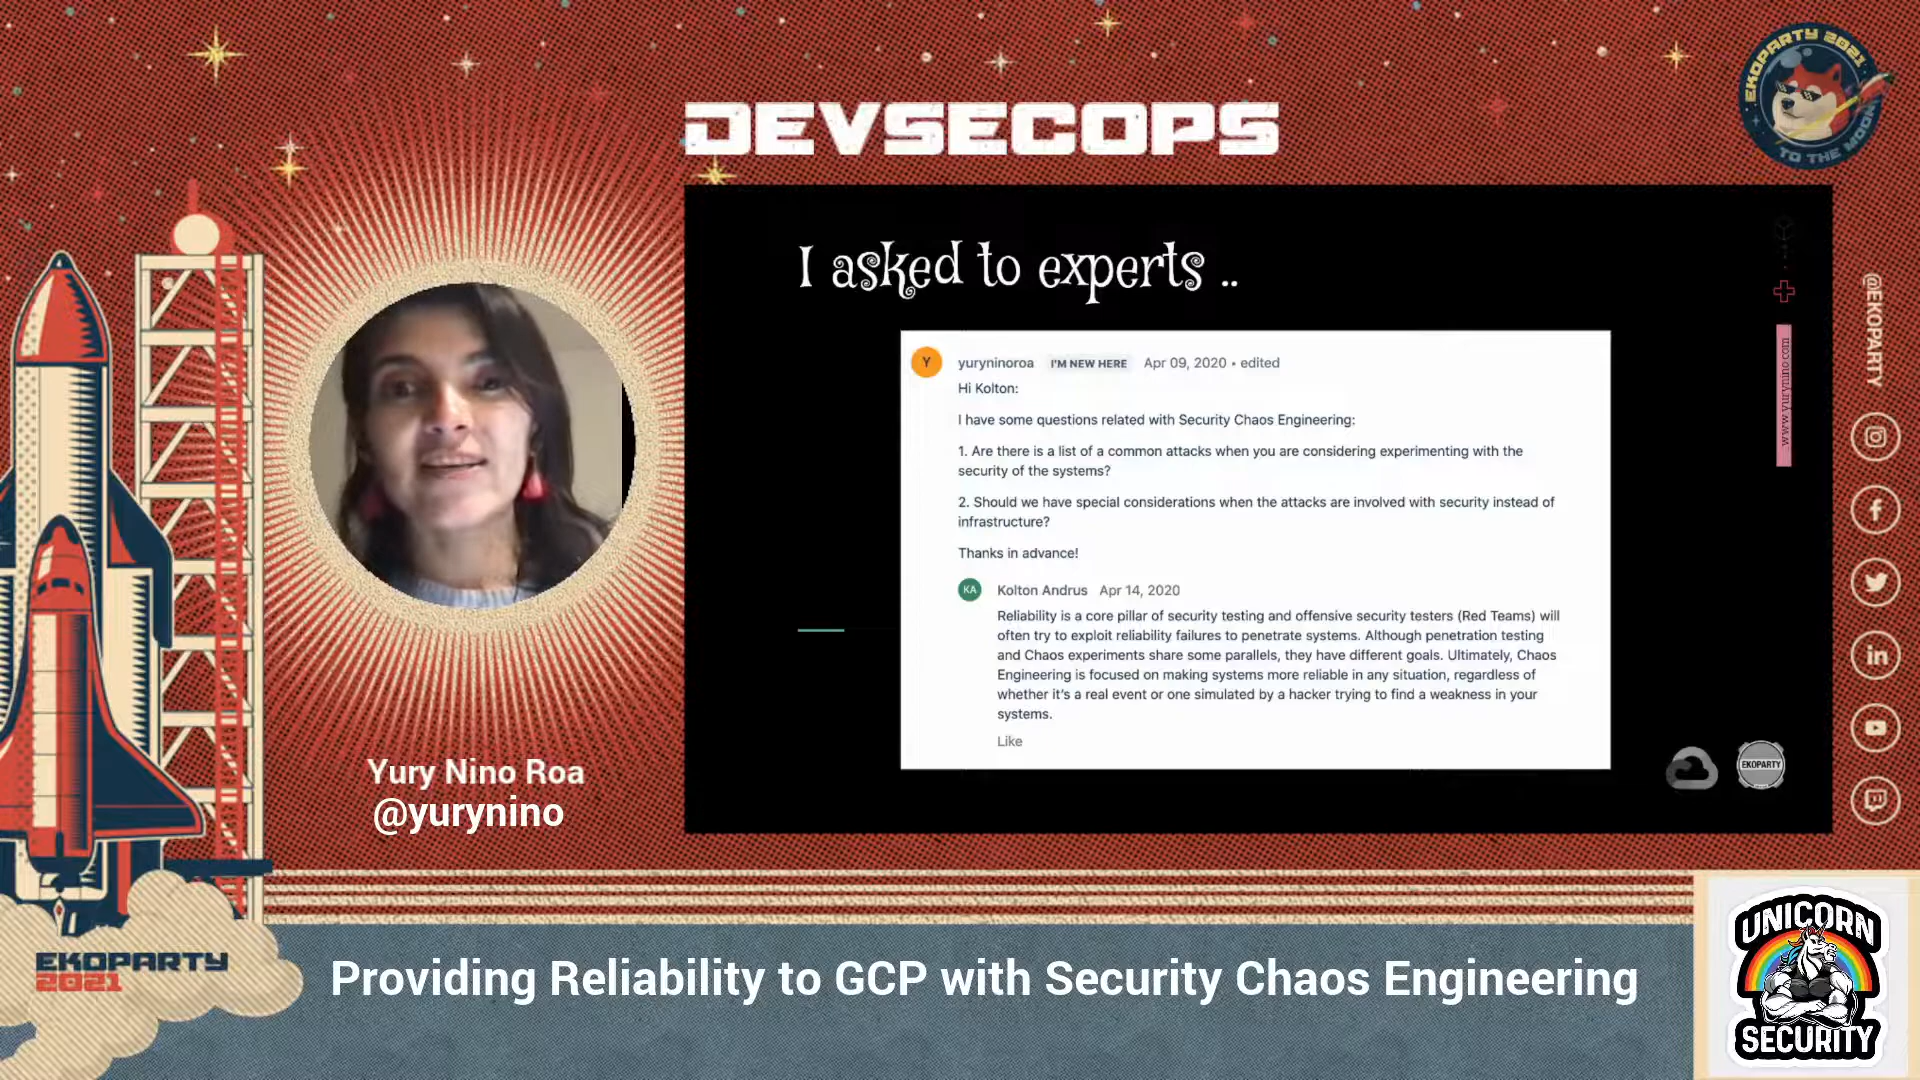 EKOPARTY 2021
TO THE MOON
DEVSECOPS
I asked to experts ..
Y
yuryninoroa I'M NEW HERE Apr 09, 2020 • edited
Hi Kolton:
I have some questions related with Security Chaos Engineering:
1. Are there is a list of a common attacks when you are considering experimenting with the
security of the systems?
2. Should we have special considerations when the attacks are involved with security instead of
infrastructure?
Thanks in advance!
KA
Kolton Andrus Apr 14, 2020
Reliability is a core pillar of security testing and offensive security testers (Red Teams) will
often try to exploit reliability failures to penetrate systems. Although penetration testing
and Chaos experiments share some parallels, they have different goals. Ultimately, Chaos
Engineering is focused on making systems more reliable in any situation, regardless of
whether it's a real event or one simulated by a hacker trying to find a weakness in your
systems.
Like
www.yurynino.com
EKOPARTY
@EKOPARTY
Yury Nino Roa
@yurynino
EKOPARTY
2021
Providing Reliability to GCP with Security Chaos Engineering
UNICORN
SECURITY